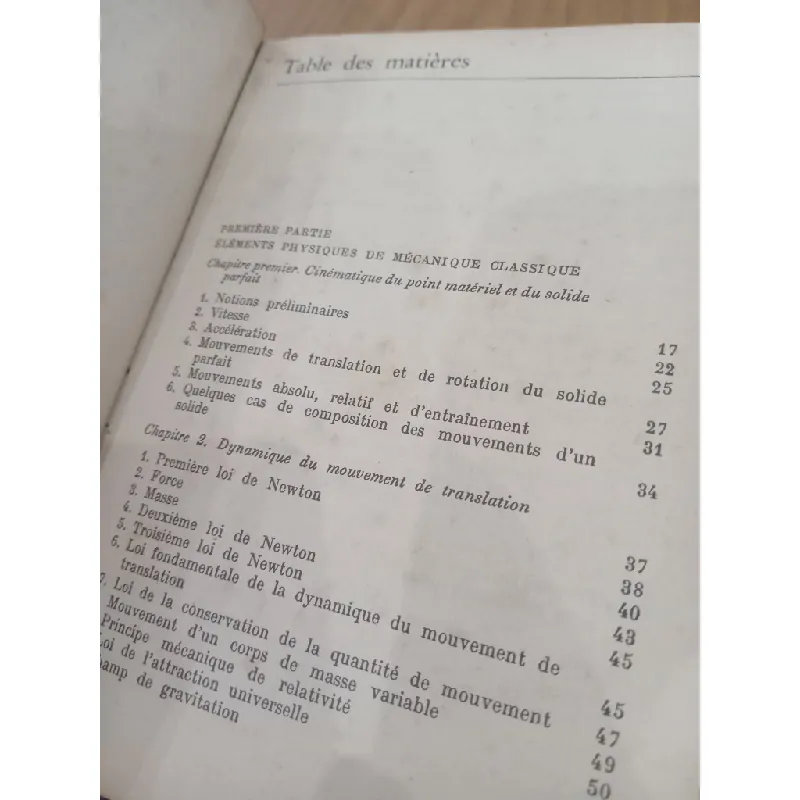 Table des matières
PREMIÈRE PARTIE
ÉLÉMENTS PHYSIQUES DE MÉCANIQUE CLASSIQUE
Chapitre premier. Cinématique du point matériel et du solide
parfait
1. Notions préliminaires 17
2. Vitesse 22
3. Accélération 25
4. Mouvements de translation et de rotation du solide
parfait 27
5. Mouvements absolu, relatif et d'entraînement 31
6. Quelques cas de composition des mouvements d'un
solide 34
Chapitre 2. Dynamique du mouvement de translation
1. Première loi de Newton 37
2. Force 38
3. Masse 40
4. Deuxième loi de Newton 43
5. Troisième loi de Newton 45
6. Loi fondamentale de la dynamique du mouvement de
translation 45
7. Loi de la conservation de la quantité de mouvement 47
Mouvement d'un corps de masse variable 49
Principe mécanique de relativité 50
Loi de l'attraction universelle
hamp de gravitation